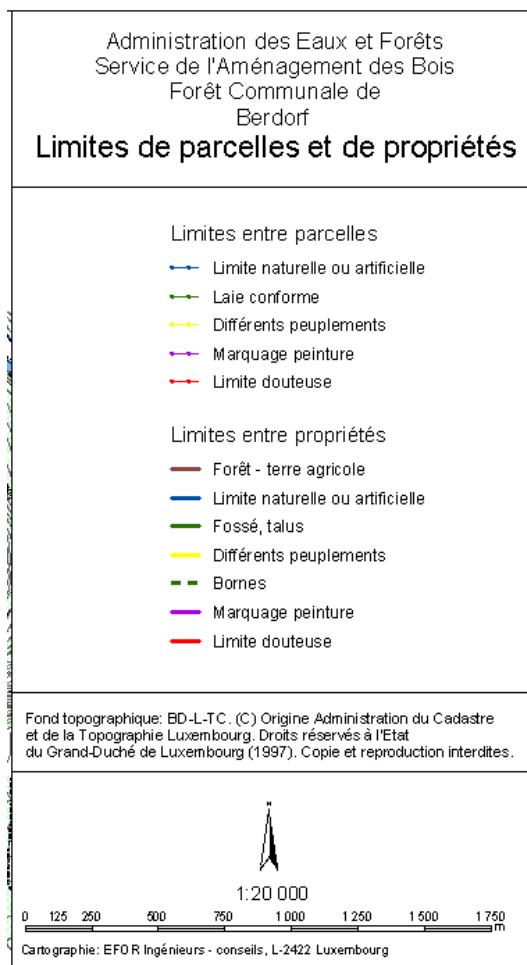 Administration des Eaux et Forêts
Service de l'Aménagement des Bois
Forêt Communale de
Berdorf
Limites de parcelles et de propriétés
Limites entre parcelles
Limite naturelle ou artificielle
Laie conforme
Différents peuplements
Marquage peinture
Limite douteuse
Limites entre propriétés
Forêt - terre agricole
Limite naturelle ou artificielle
Fossé, talus
Différents peuplements
Bornes
Marquage peinture
Limite douteuse
Fond topographique: BD-L-TC. (C) Origine Administration du Cadastre
et de la Topographie Luxembourg. Droits réservés à l'Etat
du Grand-Duché de Luxembourg (1997). Copie et reproduction interdites.
N
1:20 000
0 125 250 500 750 1 000 1 250 1 500 1 750
m
Cartographie: EFOR Ingénieurs - conseils, L-2422 Luxembourg